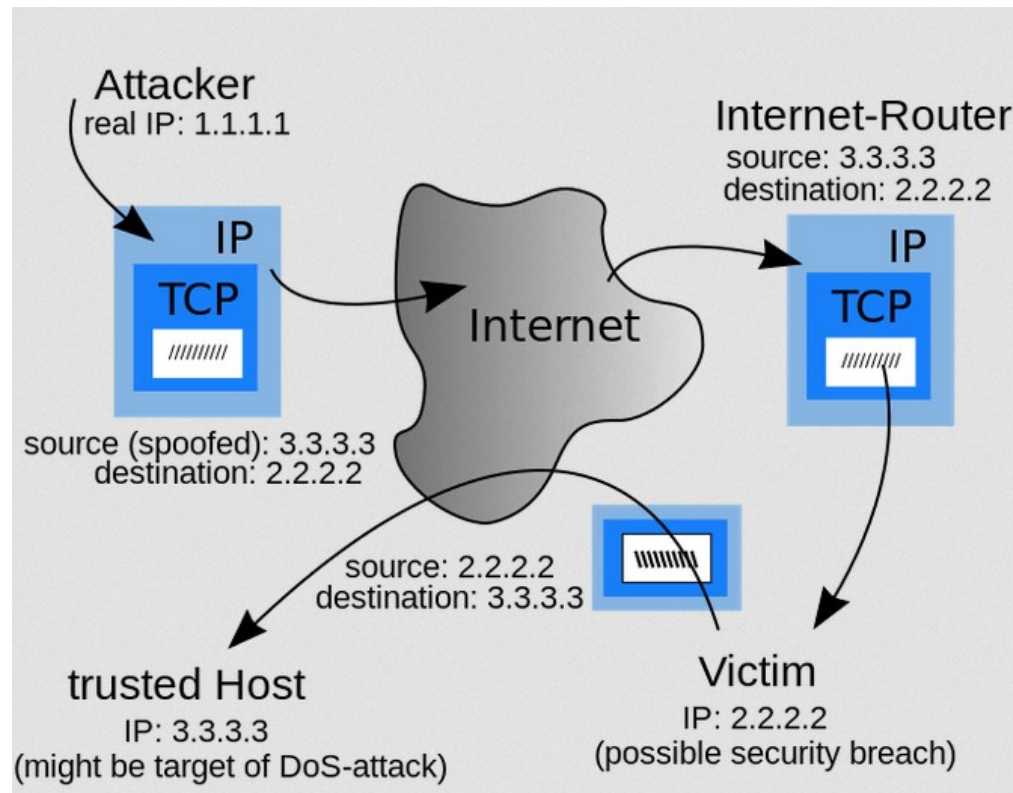 Attacker
real IP: 1.1.1.1
Internet-Router
source: 3.3.3.3
destination: 2.2.2.2
IP
TCP
//////////
IP
TCP
//////////
Internet
source (spoofed): 3.3.3.3
destination: 2.2.2.2
source: 2.2.2.2
destination: 3.3.3.3
\\\\\\\\\\
trusted Host
IP: 3.3.3.3
(might be target of DoS-attack)
Victim
IP: 2.2.2.2
(possible security breach)